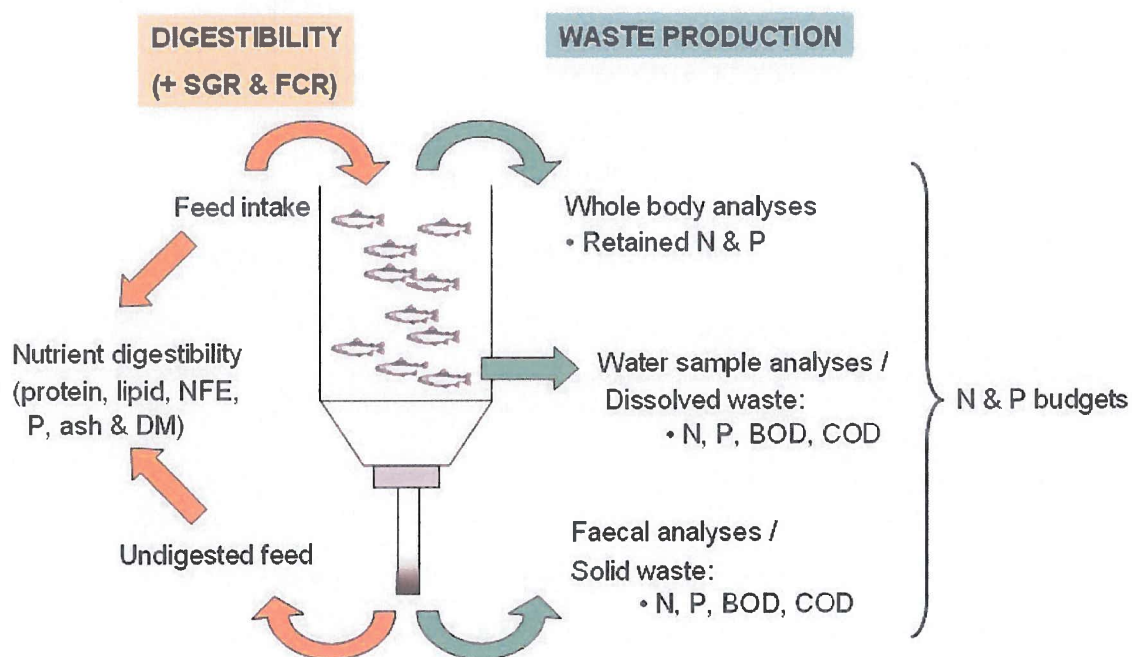 DIGESTIBILITY
(+ SGR & FCR)
WASTE PRODUCTION
Feed intake
Whole body analyses
• Retained N & P
Nutrient digestibility
(protein, lipid, NFE,
P, ash & DM)
Water sample analyses /
Dissolved waste:
• N, P, BOD, COD
N & P budgets
Undigested feed
Faecal analyses /
Solid waste:
• N, P, BOD, COD